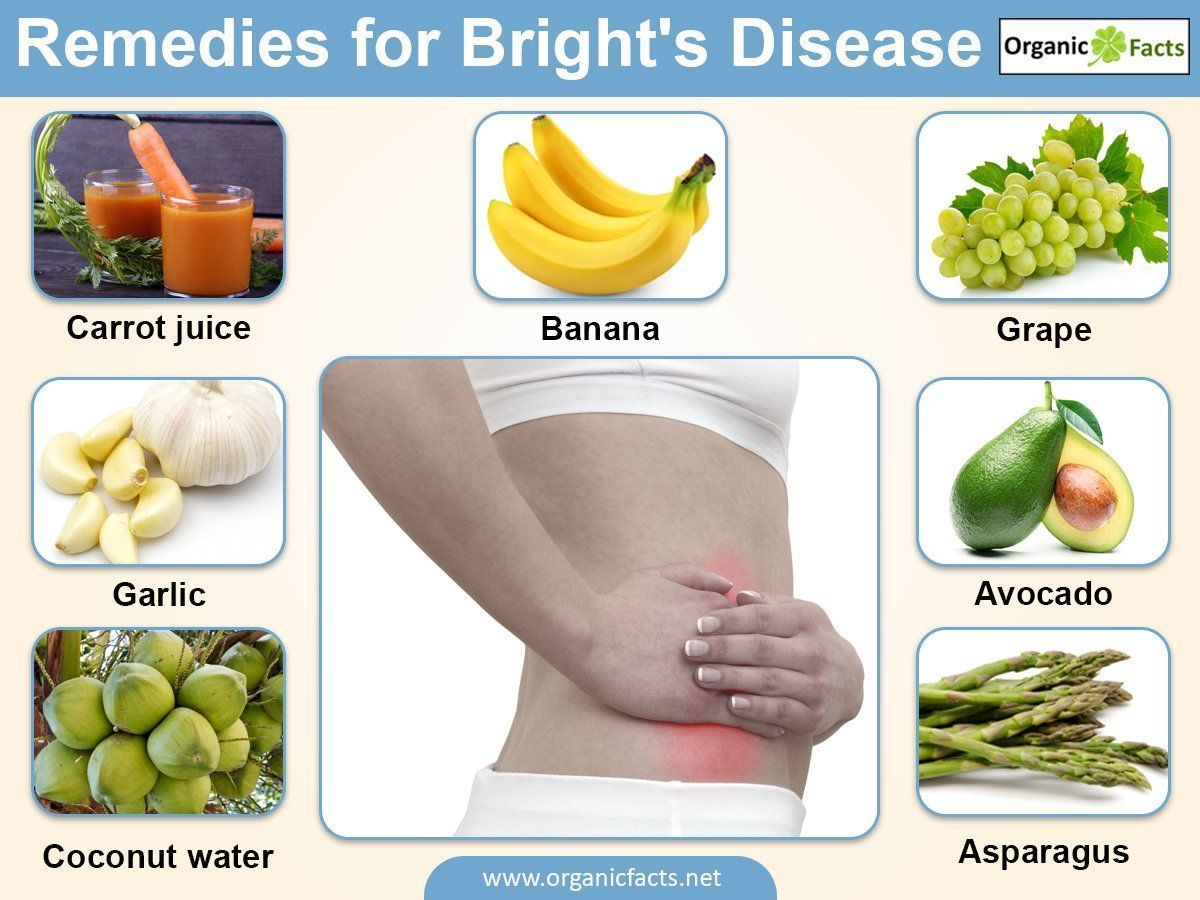 Remedies for Bright's Disease
Organic Facts
Carrot juice
Banana
Grape
Garlic
Avocado
Coconut water
Asparagus
www.organicfacts.net